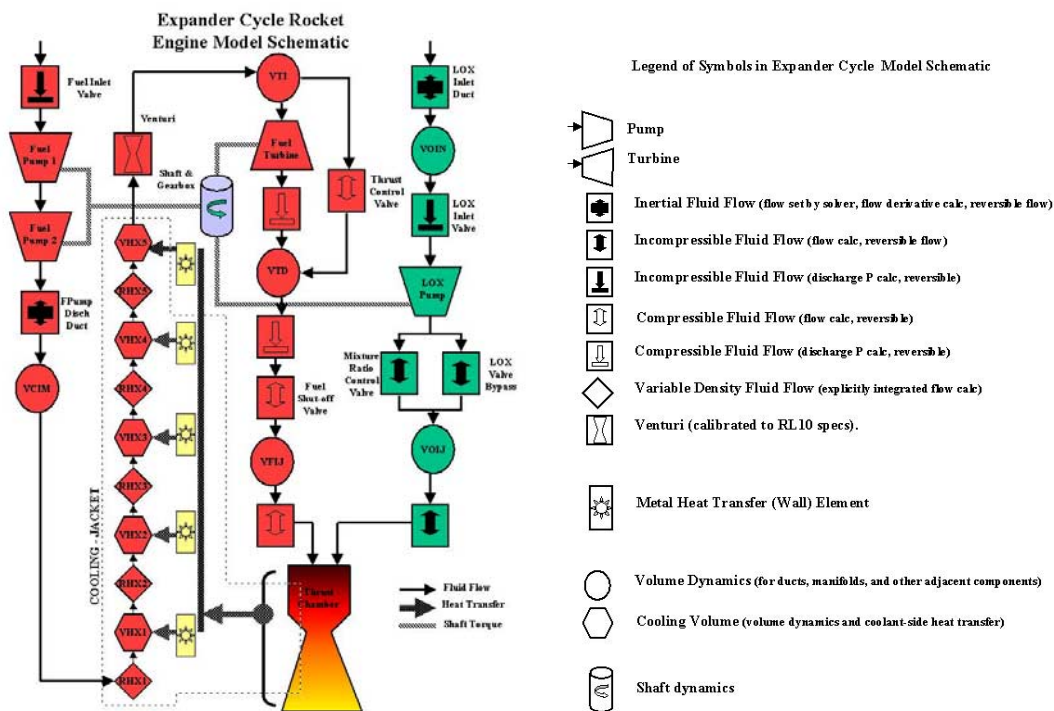 Expander Cycle Rocket
Engine Model Schematic
Fuel Inlet
Valve
Fuel
Pump 1
Fuel
Pump 2
FPump
Disch
Duct
VCIM
Venturi
Shaft &
Gearbox
VHX5
RHX5
VHX4
RHX4
VHX3
RHX3
VHX2
RHX2
VHX1
RHX1
COOLING - JACKET
VTI
Fuel
Turbine
Thrust
Control
Valve
VTD
Fuel
Shut-off
Valve
VFIJ
LOX
Inlet
Duct
VOIN
LOX
Inlet
Valve
LOX
Pump
Mixture
Ratio
Control
Valve
LOX
Valve
Bypass
VOIJ
Thrust
Chamber
Fluid Flow
Heat Transfer
Shaft Torque
Legend of Symbols in Expander Cycle Model Schematic
Pump
Turbine
Inertial Fluid Flow (flow set by solver, flow derivative calc, reversible flow)
Incompressible Fluid Flow (flow calc, reversible flow)
Incompressible Fluid Flow (discharge P calc, reversible)
Compressible Fluid Flow (flow calc, reversible)
Compressible Fluid Flow (discharge P calc, reversible)
Variable Density Fluid Flow (explicitly integrated flow calc)
Venturi (calibrated to RL10 specs).
Metal Heat Transfer (Wall) Element
Volume Dynamics (for ducts, manifolds, and other adjacent components)
Cooling Volume (volume dynamics and coolant-side heat transfer)
Shaft dynamics